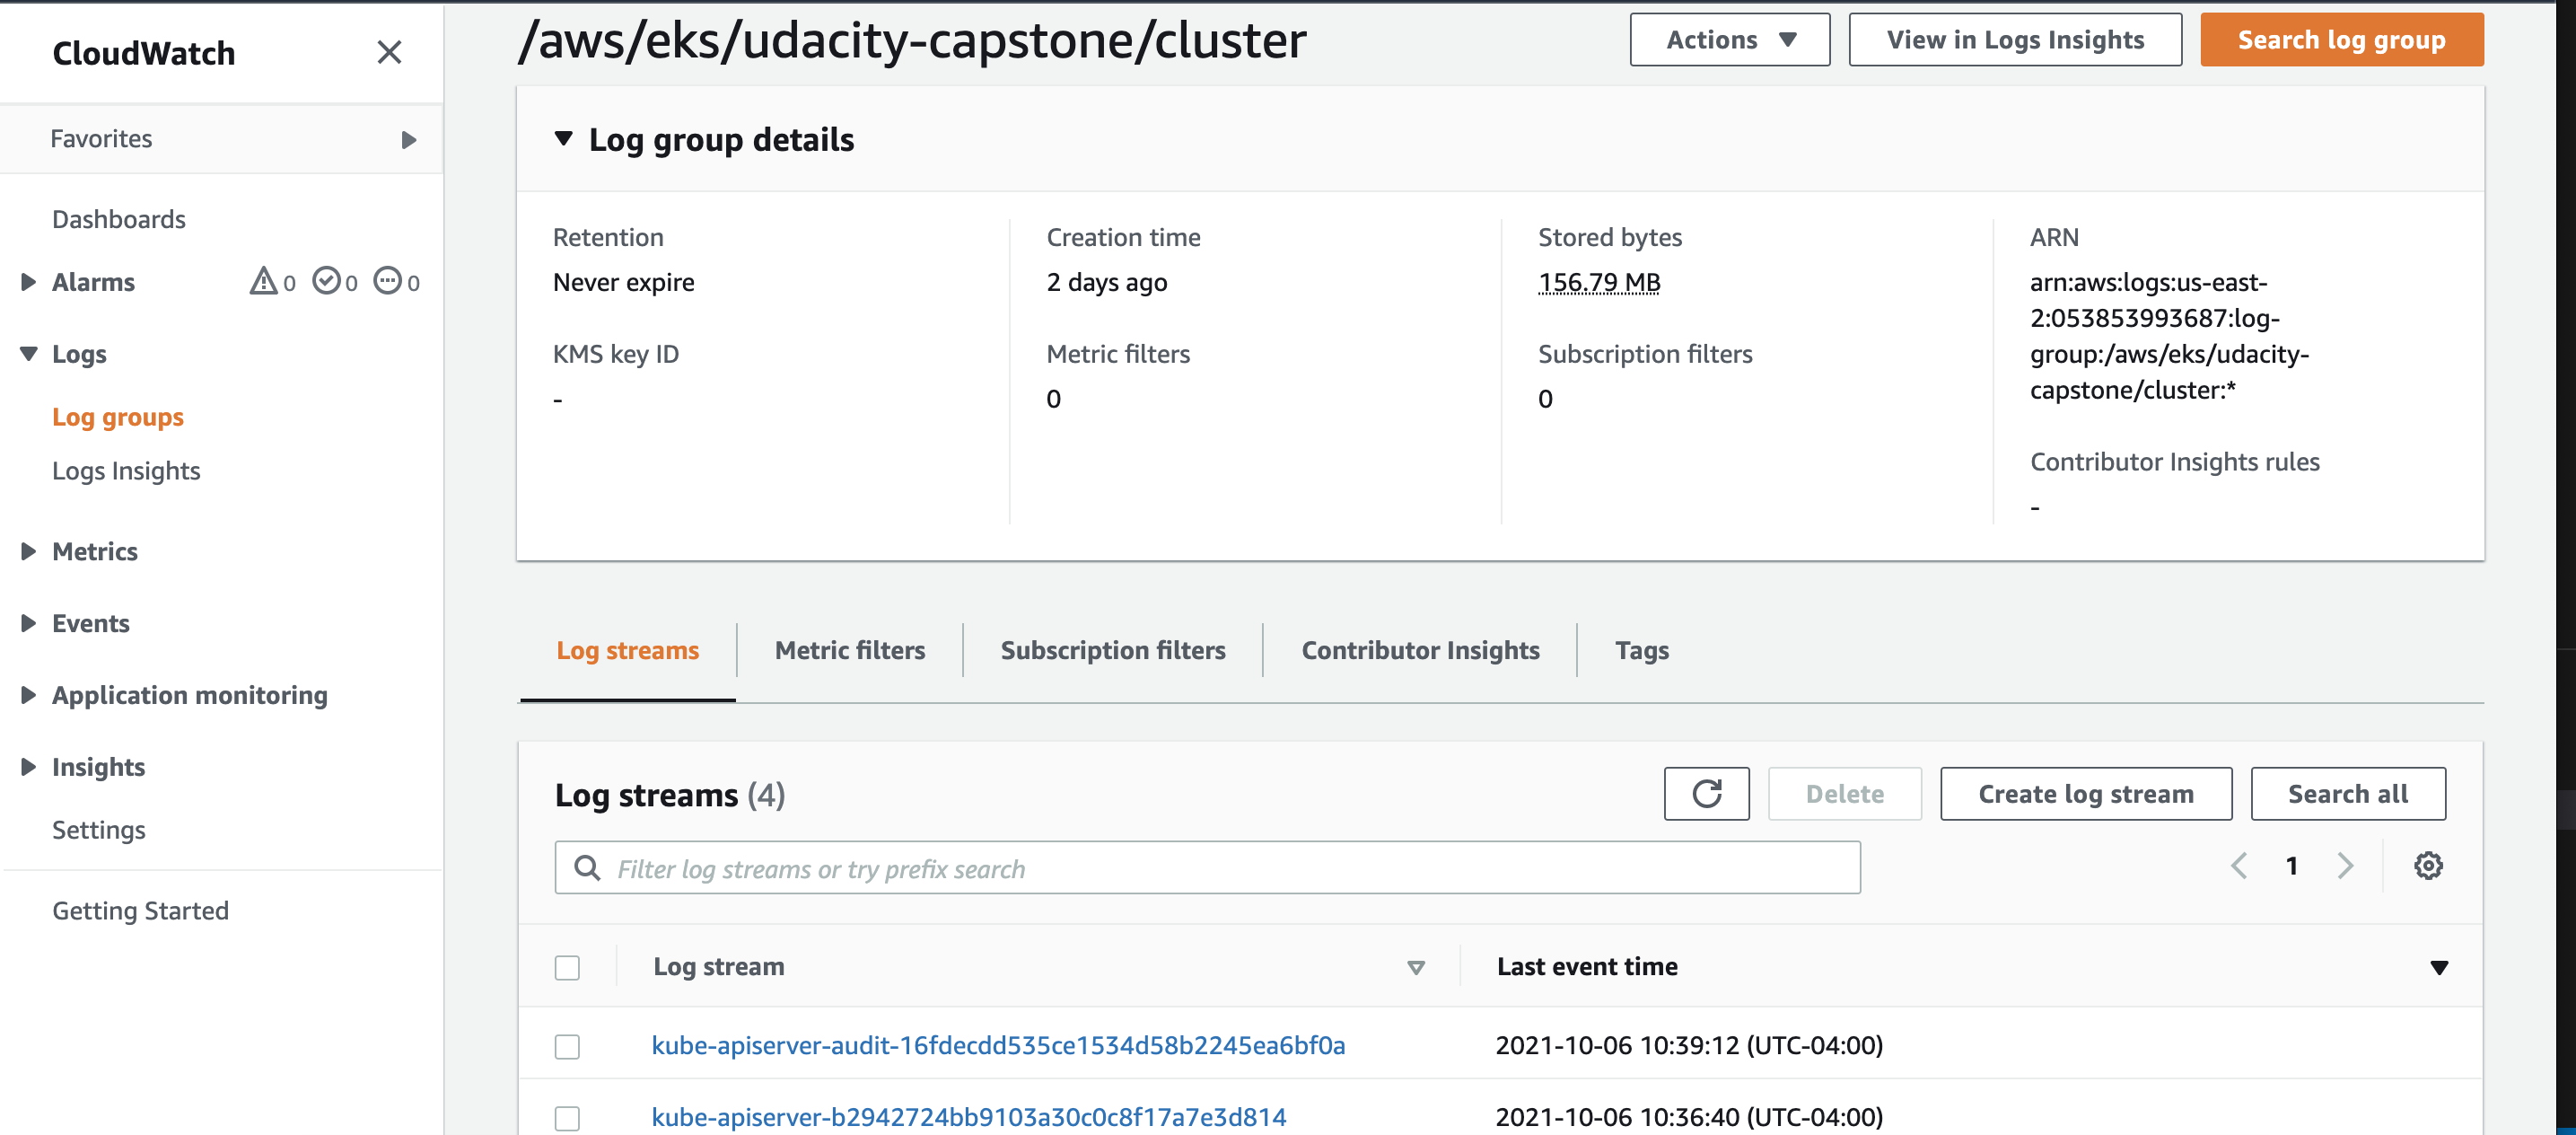 CloudWatch
Favorites
Dashboards
Alarms 0 0 0
Logs
Log groups
Logs Insights
Metrics
Events
Application monitoring
Insights
Settings
Getting Started
/aws/eks/udacity-capstone/cluster
Actions
View in Logs Insights
Search log group
Log group details
Retention
Never expire
KMS key ID
-
Creation time
2 days ago
Metric filters
0
Stored bytes
156.79 MB
Subscription filters
0
ARN
arn:aws:logs:us-east-
2:053853993687:log-
group:/aws/eks/udacity-
capstone/cluster:*
Contributor Insights rules
-
Log streams
Metric filters
Subscription filters
Contributor Insights
Tags
Log streams (4)
Delete
Create log stream
Search all
Filter log streams or try prefix search
1
Log stream
Last event time
kube-apiserver-audit-16fdecdd535ce1534d58b2245ea6bf0a
2021-10-06 10:39:12 (UTC-04:00)
kube-apiserver-b2942724bb9103a30c0c8f17a7e3d814
2021-10-06 10:36:40 (UTC-04:00)